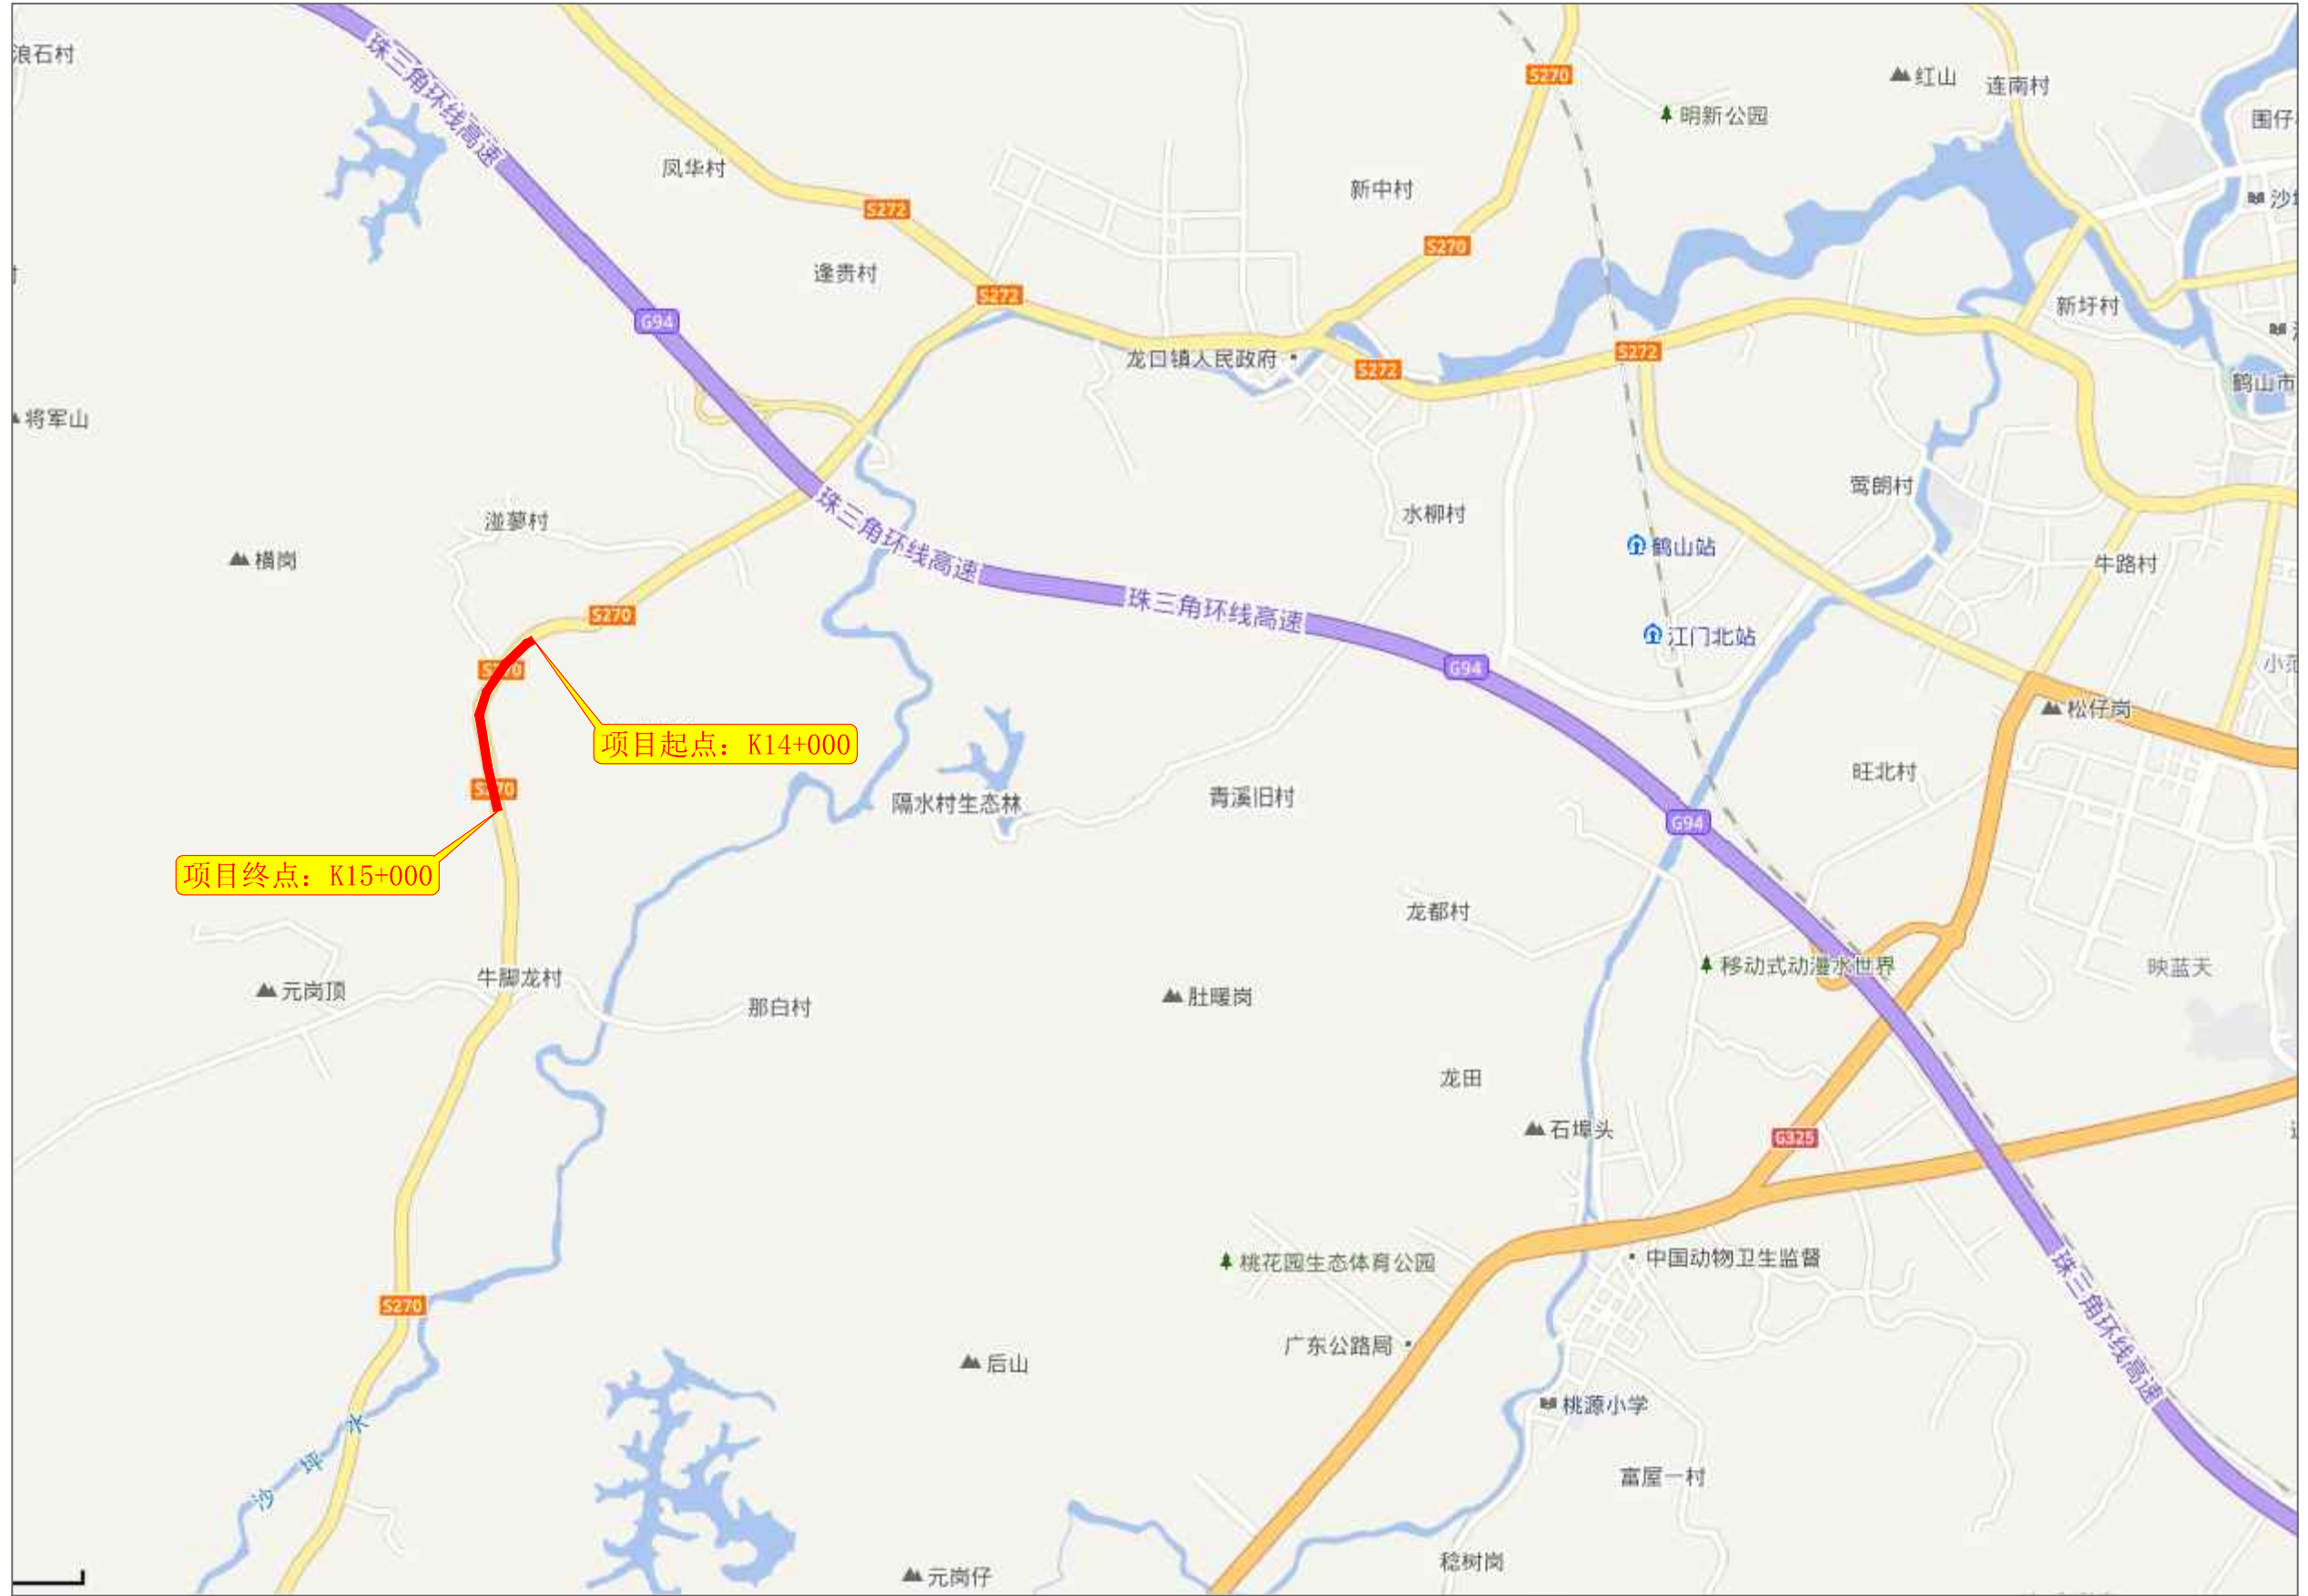 珠三角环线高速
浪石村
S270
红山
连南村
明新公园
围仔
凤华村
新中村
沙
S272
S270
逢贵村
S272
新圩村
G94
龙口镇人民政府
S272
S272
鹤山市
将军山
莺朗村
珠三角环线高速
水柳村
湴蓼村
鹤山站
横岗
牛路村
珠三角环线高速
S270
江门北站
小范
S270
G94
松仔岗
项目起点：K14+000
旺北村
S270
隔水村生态林
青溪旧村
G94
项目终点：K15+000
龙都村
移动式动漫水世界
映蓝天
牛脚龙村
元岗顶
那白村
肚暖岗
龙田
石埠头
G325
桃花园生态体育公园
中国动物卫生监督
珠三角环线高速
S270
广东公路局
后山
桃源小学
沙坪水
富屋一村
稔树岗
元岗仔